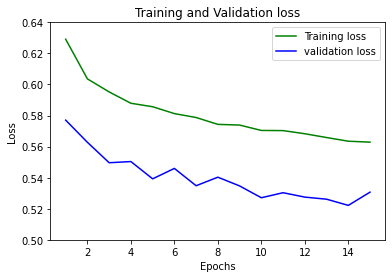 Training and Validation loss
Training loss
validation loss
Loss
0.64
0.62
0.60
0.58
0.56
0.54
0.52
0.50
2 4 6 8 10 12 14
Epochs